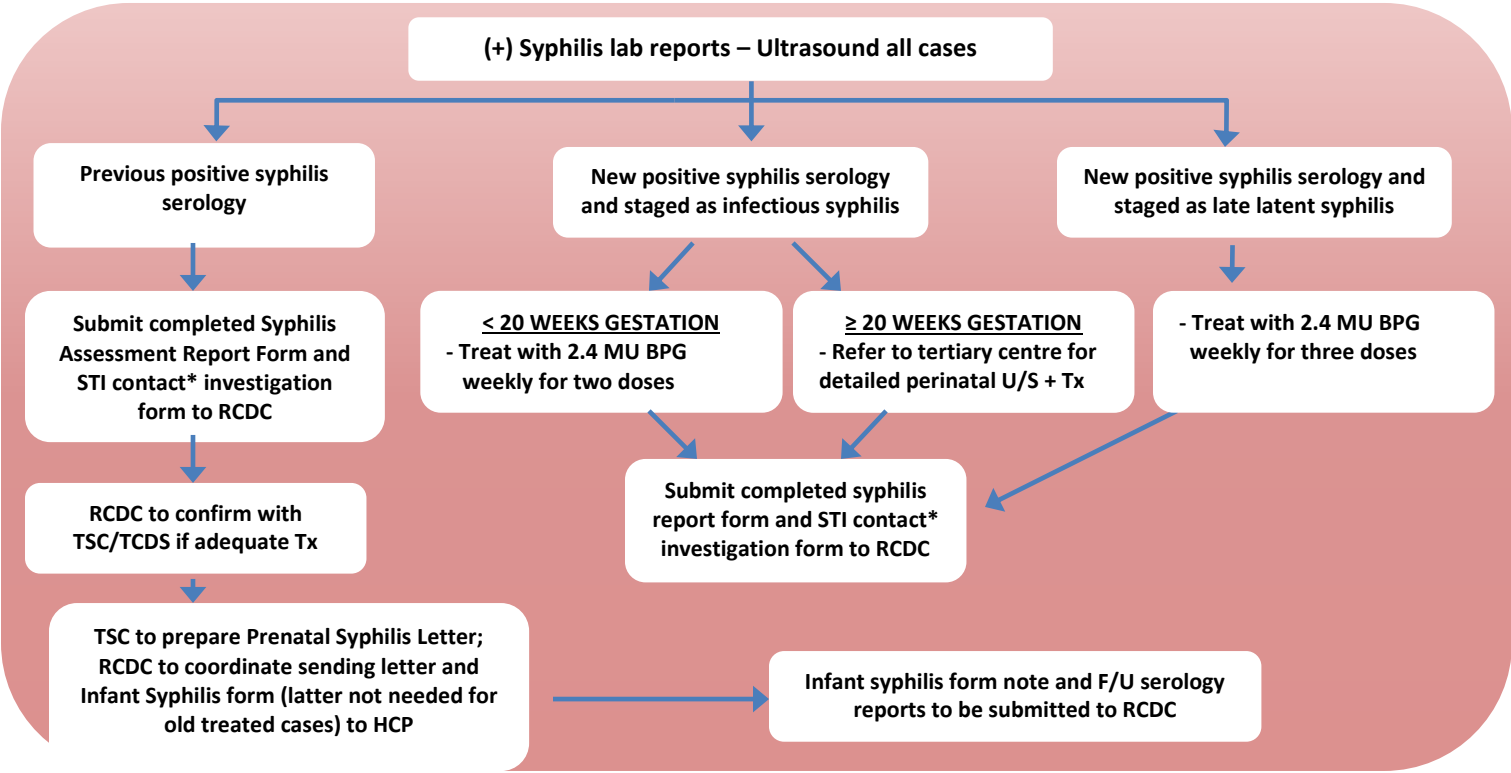 (+) Syphilis lab reports – Ultrasound all cases
Previous positive syphilis
serology
New positive syphilis serology
and staged as infectious syphilis
New positive syphilis serology and
staged as late latent syphilis
Submit completed Syphilis
Assessment Report Form and
STI contact* investigation
form to RCDC
< 20 WEEKS GESTATION
- Treat with 2.4 MU BPG
weekly for two doses
≥ 20 WEEKS GESTATION
- Refer to tertiary centre for
detailed perinatal U/S + Tx
- Treat with 2.4 MU BPG
weekly for three doses
RCDC to confirm with
TSC/TCDS if adequate Tx
Submit completed syphilis
report form and STI contact*
investigation form to RCDC
TSC to prepare Prenatal Syphilis Letter;
RCDC to coordinate sending letter and
Infant Syphilis form (latter not needed for
old treated cases) to HCP
Infant syphilis form note and F/U serology
reports to be submitted to RCDC